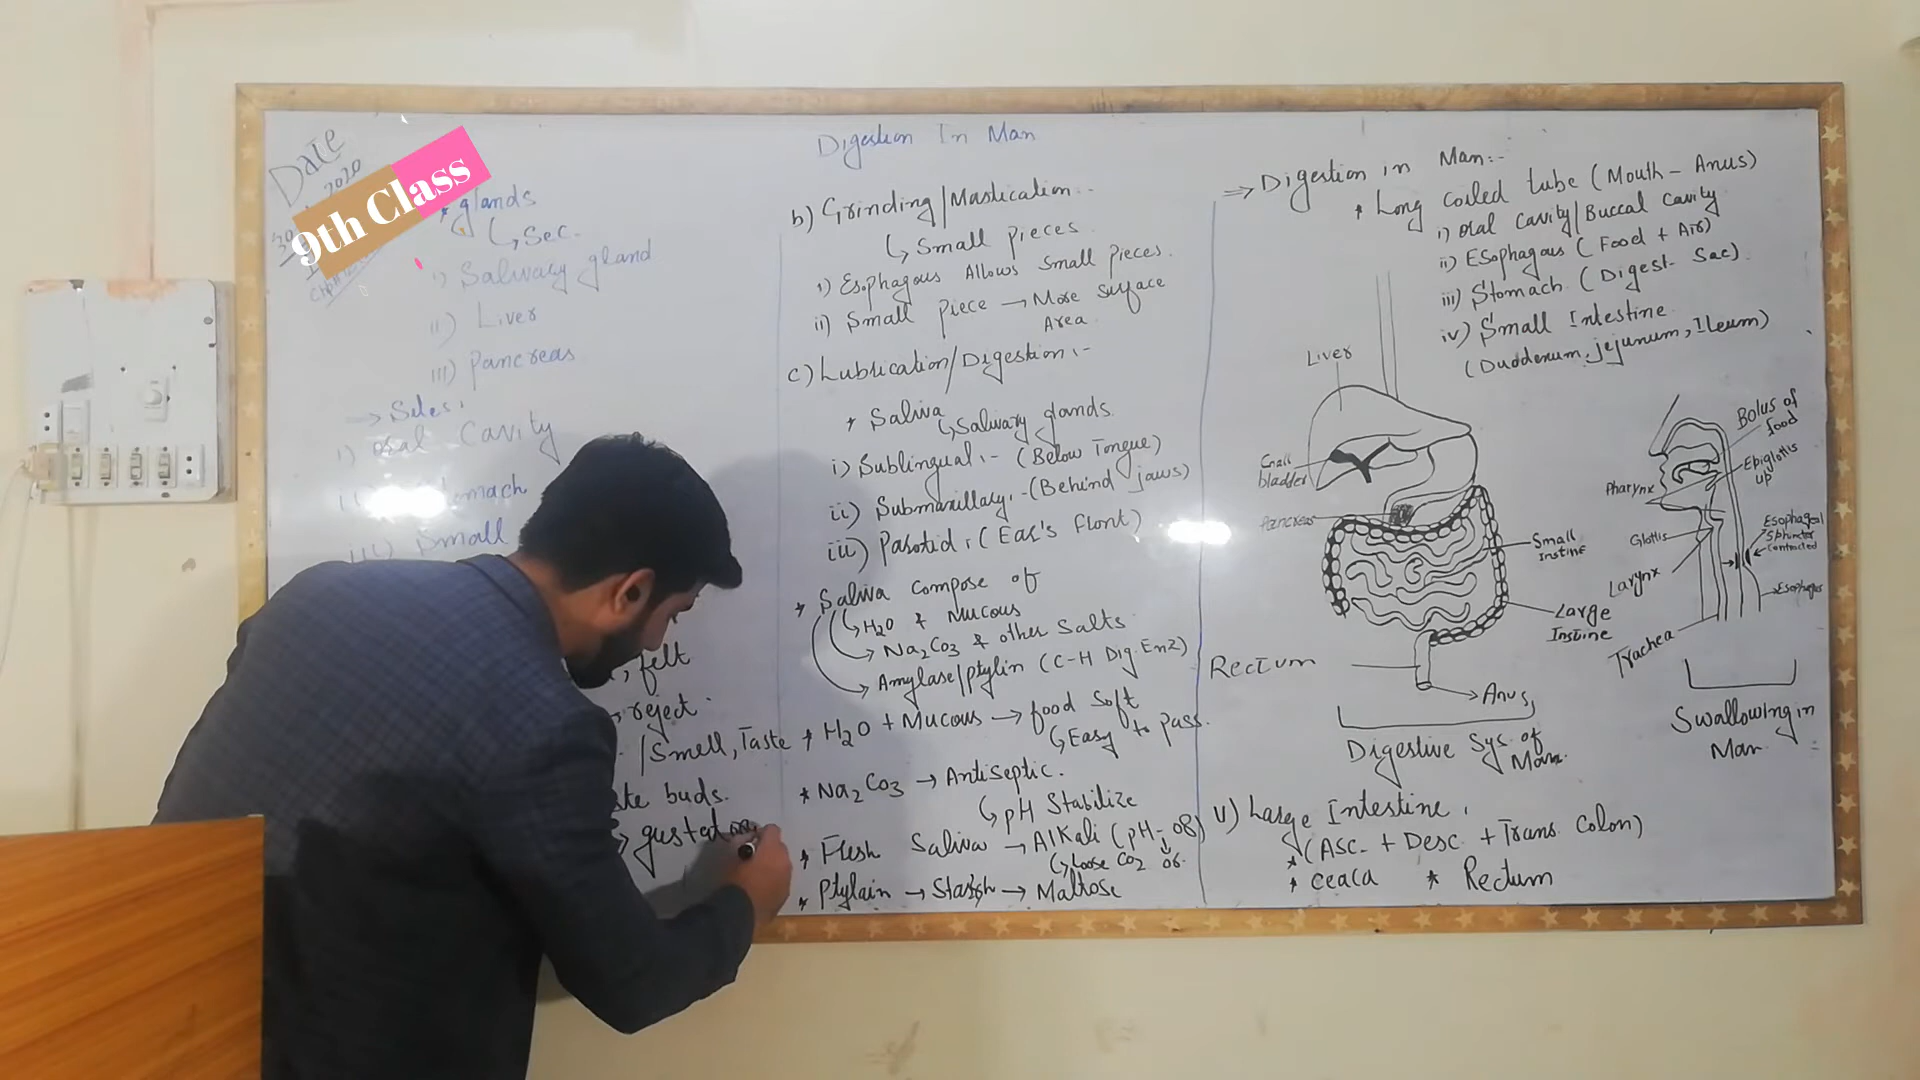 Digestion In Man
Date
2020
9th Class
* glands
↳ Sec.
i) Salivary gland
ii) Liver
iii) Pancreas
⇒ Sites:
i) Oral Cavity
ii) Stomach
iii) Small
felt
→ reject.
/Smell, Taste
buds.
→ gustator
b) Grinding/Mastication:-
↳ Small pieces
i) Esophagous Allows Small pieces.
ii) Small piece → More surface
Area
c) Lubrication/Digestion:-
* Saliva
↳ Salivary glands.
i) Sublingual:- (Below Tongue)
ii) Submaxillary:- (Behind jaws)
iii) Parotid: (Ear's Front)
* Saliva Compose of
↳ H2O & Mucous
→ Na2Co3 & other Salts
→ Amylase/ptylin (C-H Dig. Enz)
* H2O + Mucous → food Soft
↳ Easy to pass.
* Na2Co3 → Antiseptic.
↳ pH Stabilize
* Fresh Saliva → Alkali (pH- 08)
↳ Loose Co2 06.
* Ptylain → Starch → Maltose
⇒ Digestion in Man:-
* Long coiled tube (Mouth - Anus)
i) Oral Cavity/Buccal Cavity
ii) Esophagous (Food + Air)
iii) Stomach (Digest- Sac)
iv) Small Intestine
(Duodenum, jejunum, Ileum)
Liver
Gall
bladder
Pancreas
Small
Instine
Large
Instine
Rectum
Anus
Digestive Sys. of
Man.
Bolus of
food
Epiglottis
up
Pharynx
Glottis
Esophageal
Sphincter
Contracted
Larynx
Esophagus
Trachea
Swallowing in
Man
v) Large Intestine.
* (Asc. + Desc. + Trans. Colon)
* ceaca * Rectum